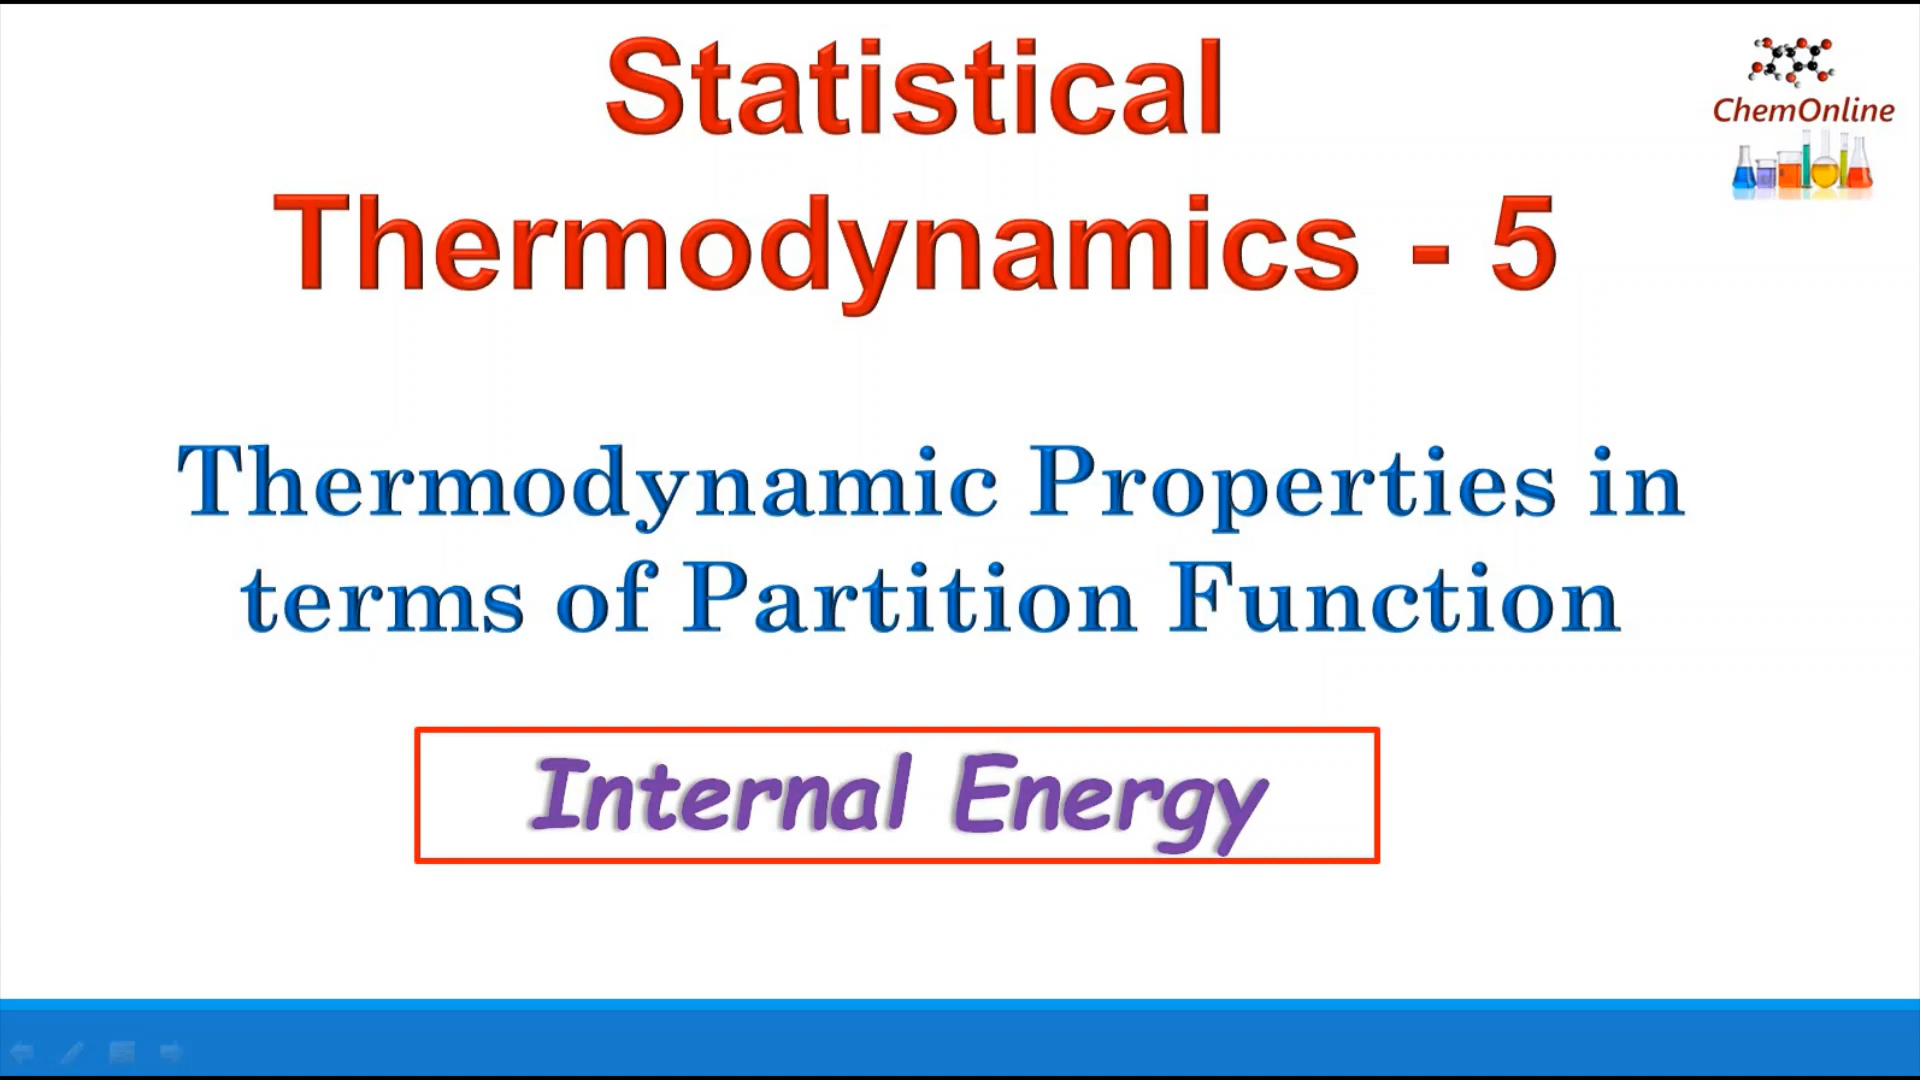 Statistical
ChemOnline
Thermodynamics - 5
Thermodynamic Properties in
terms of Partition Function
Internal Energy